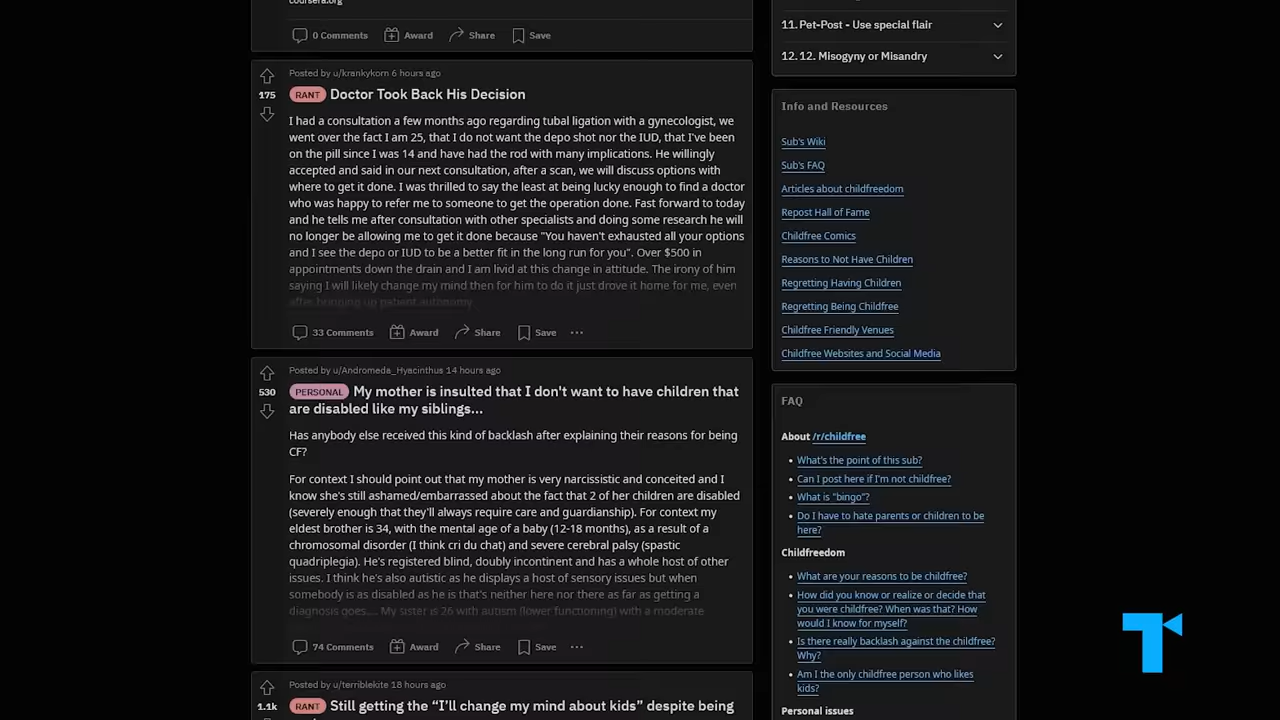 coursera.org
0 Comments Award Share Save
Posted by u/krankykorn 6 hours ago
175
RANT Doctor Took Back His Decision
I had a consultation a few months ago regarding tubal ligation with a gynecologist, we
went over the fact I am 25, that I do not want the depo shot nor the IUD, that I've been
on the pill since I was 14 and have had the rod with many implications. He willingly
accepted and said in our next consultation, after a scan, we will discuss options with
where to get it done. I was thrilled to say the least at being lucky enough to find a doctor
who was happy to refer me to someone to get the operation done. Fast forward to today
and he tells me after consultation with other specialists and doing some research he will
no longer be allowing me to get it done because "You haven't exhausted all your options
and I see the depo or IUD to be a better fit in the long run for you". Over $500 in
appointments down the drain and I am livid at this change in attitude. The irony of him
saying I will likely change my mind then for him to do it just drove it home for me, even
after bringing up patient autonomy.
33 Comments Award Share Save
Posted by u/Andromeda_Hyacinthus 14 hours ago
530
PERSONAL My mother is insulted that I don't want to have children that
are disabled like my siblings...
Has anybody else received this kind of backlash after explaining their reasons for being
CF?
For context I should point out that my mother is very narcissistic and conceited and I
know she's still ashamed/embarrassed about the fact that 2 of her children are disabled
(severely enough that they'll always require care and guardianship). For context my
eldest brother is 34, with the mental age of a baby (12-18 months), as a result of a
chromosomal disorder (I think cri du chat) and severe cerebral palsy (spastic
quadriplegia). He's registered blind, doubly incontinent and has a whole host of other
issues. I think he's also autistic as he displays a host of sensory issues but when
somebody is as disabled as he is that's neither here nor there as far as getting a
diagnosis goes.... My sister is 26 with autism (lower functioning) with a moderate
74 Comments Award Share Save
Posted by u/terriblekite 18 hours ago
1.1k
RANT Still getting the “I'll change my mind about kids” despite being
11. Pet-Post - Use special flair
12. 12. Misogyny or Misandry
Info and Resources
Sub's Wiki
Sub's FAQ
Articles about childfreedom
Repost Hall of Fame
Childfree Comics
Reasons to Not Have Children
Regretting Having Children
Regretting Being Childfree
Childfree Friendly Venues
Childfree Websites and Social Media
FAQ
About /r/childfree
What's the point of this sub?
Can I post here if I'm not childfree?
What is "bingo"?
Do I have to hate parents or children to be
here?
Childfreedom
What are your reasons to be childfree?
How did you know or realize or decide that
you were childfree? When was that? How
would I know for myself?
Is there really backlash against the childfree?
Why?
Am I the only childfree person who likes
kids?
Personal issues